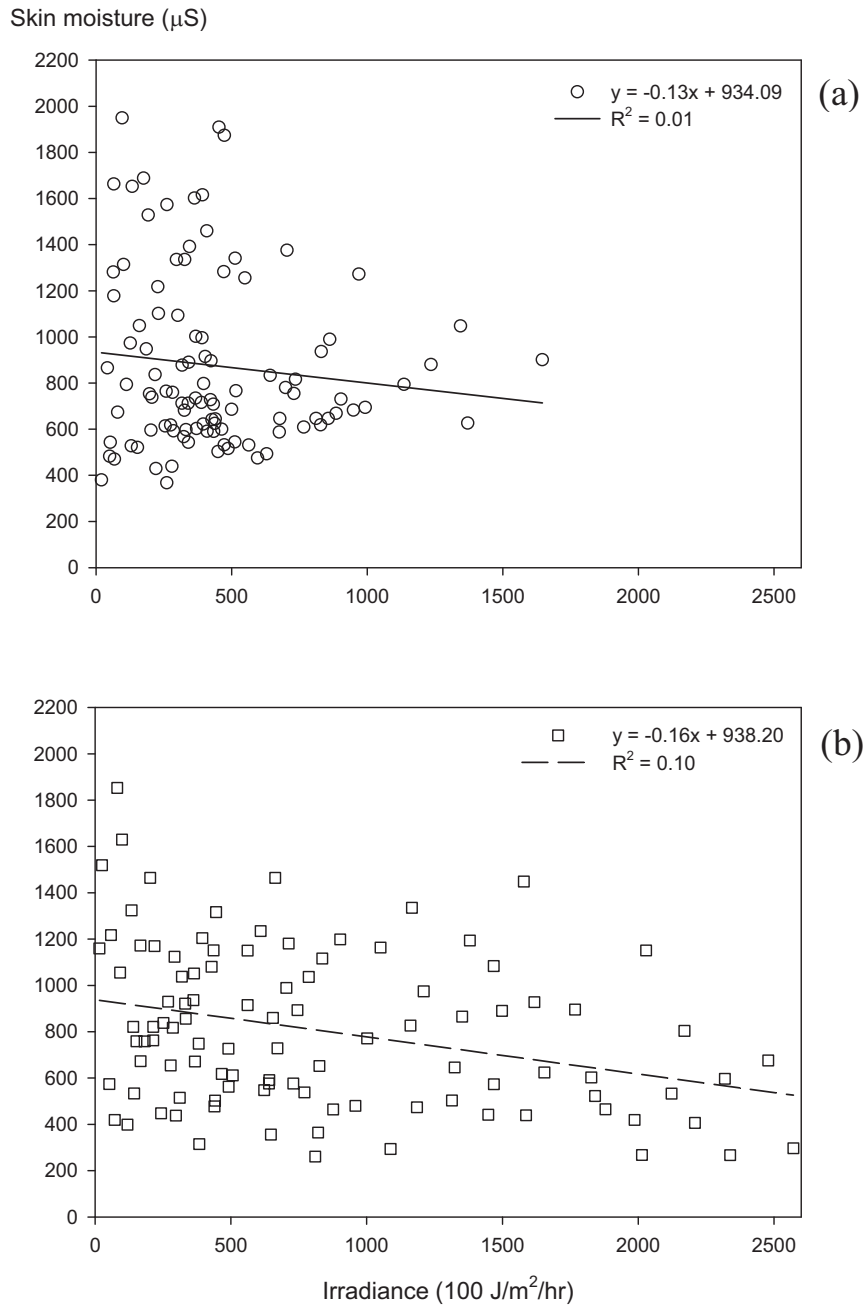 Skin moisture (μS)
2200
2000
1800
1600
1400
1200
1000
800
600
400
200
0
0 500 1000 1500 2000 2500
y = -0.13x + 934.09
R² = 0.01
(a)
2200
2000
1800
1600
1400
1200
1000
800
600
400
200
0
0 500 1000 1500 2000 2500
y = -0.16x + 938.20
R² = 0.10
(b)
Irradiance (100 J/m²/hr)